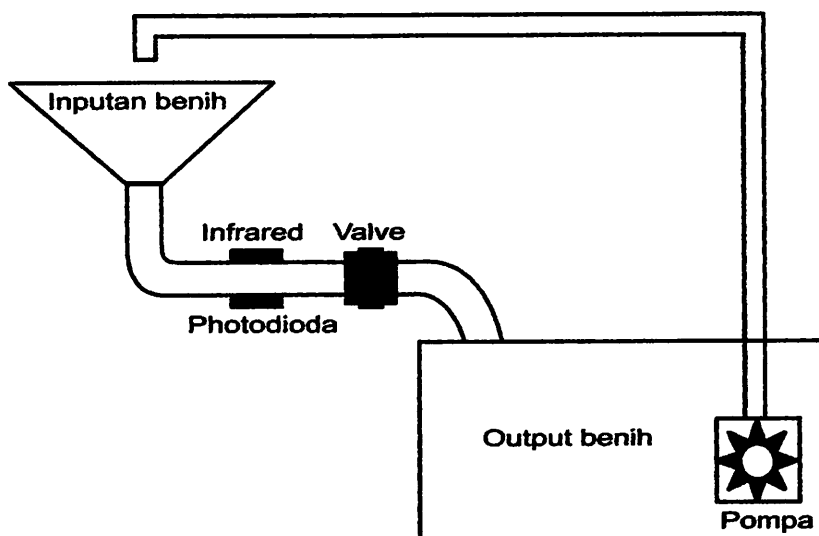 Inputan benih
Infrared
Valve
Photodioda
Output benih
Pompa